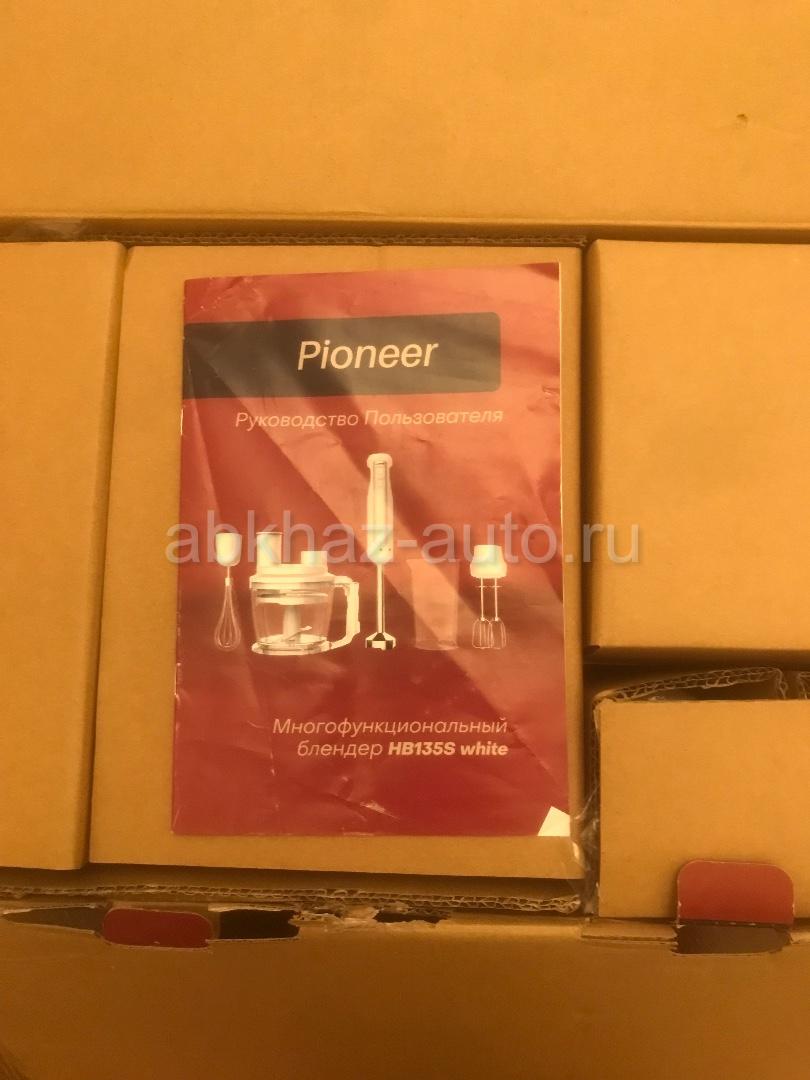 Pioneer
Руководство Пользователя
abkhaz-auto.ru
Многофункциональный
блендер HB135S white